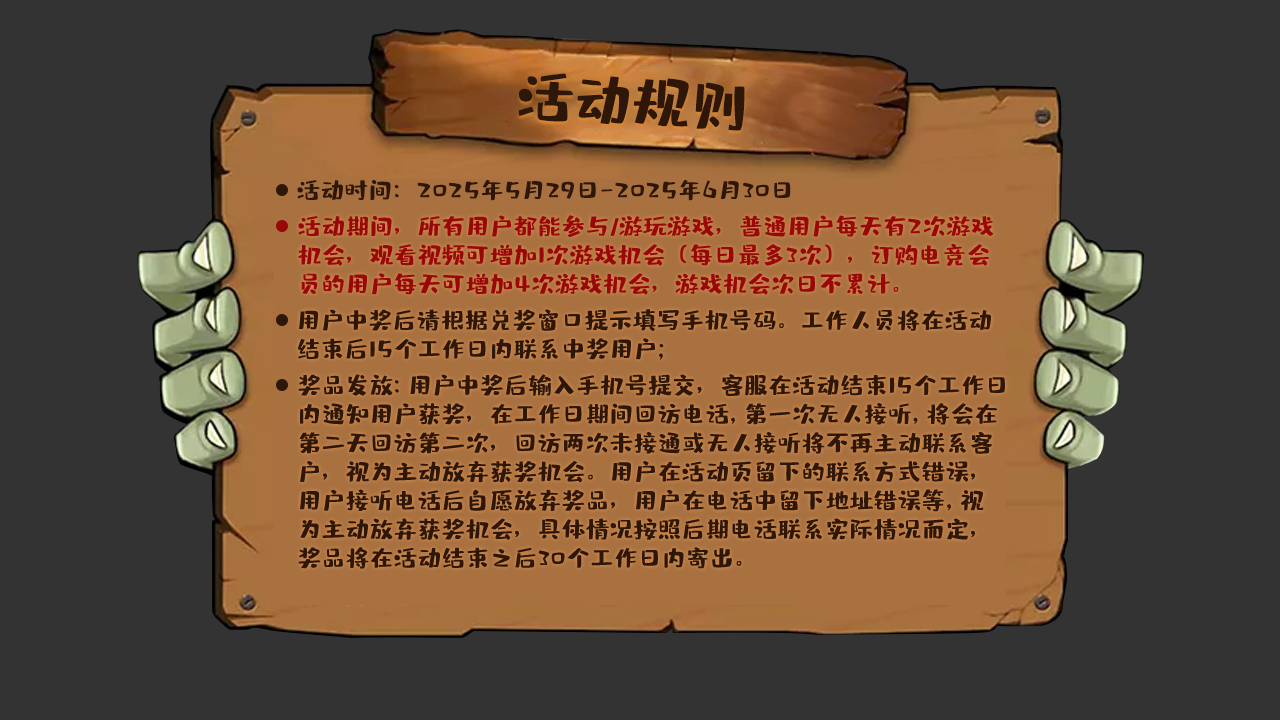 活动规则
● 活动时间：2025年5月29日-2025年6月30日
● 活动期间，所有用户都能参与/游玩游戏，普通用户每天有2次游戏
机会，观看视频可增加1次游戏机会（每日最多3次），订购电竞会
员的用户每天可增加4次游戏机会，游戏机会次日不累计。
● 用户中奖后请根据兑奖窗口提示填写手机号码。工作人员将在活动
结束后15个工作日内联系中奖用户；
● 奖品发放：用户中奖后输入手机号提交，客服在活动结束15个工作日
内通知用户获奖，在工作日期间回访电话,第一次无人接听,将会在
第二天回访第二次，回访两次未接通或无人接听将不再主动联系客
户，视为主动放弃获奖机会。用户在活动页留下的联系方式错误，
用户接听电话后自愿放弃奖品，用户在电话中留下地址错误等,视
为主动放弃获奖机会，具体情况按照后期电话联系实际情况而定，
奖品将在活动结束之后30个工作日内寄出。